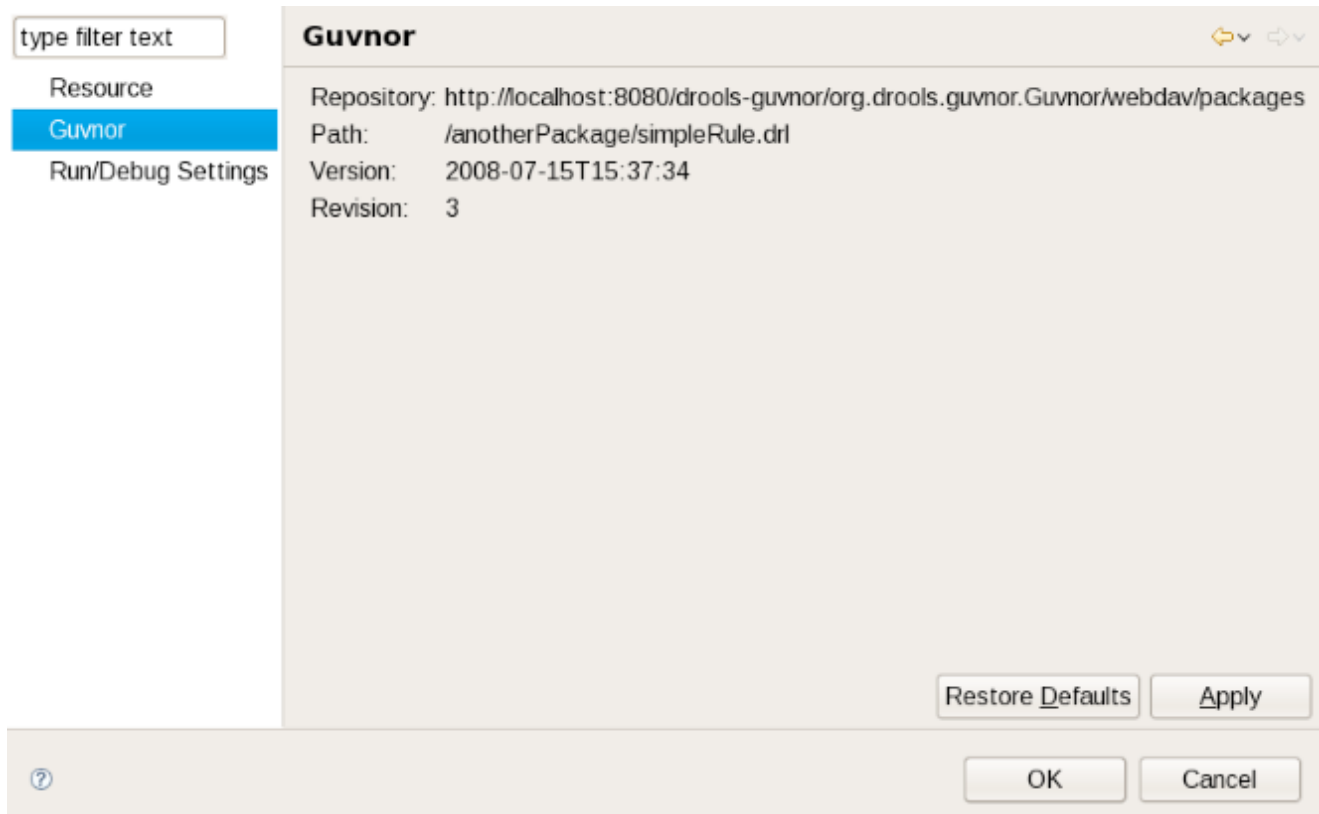 type filter text
Resource
Guvnor
Run/Debug Settings
Guvnor
Repository: http://localhost:8080/drools-guvnor/org.drools.guvnor.Guvnor/webdav/packages
Path: /anotherPackage/simpleRule.drl
Version: 2008-07-15T15:37:34
Revision: 3
Restore Defaults
Apply
?
OK
Cancel